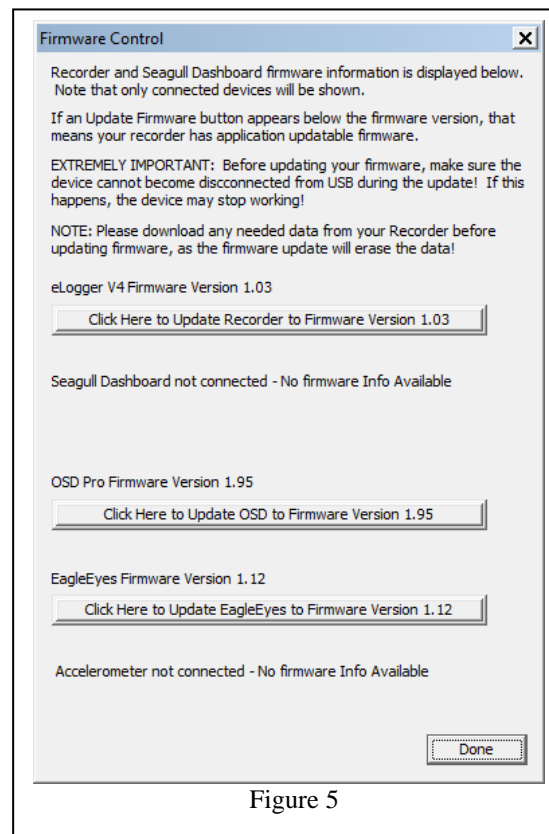 Firmware Control
Recorder and Seagull Dashboard firmware information is displayed below.
Note that only connected devices will be shown.
If an Update Firmware button appears below the firmware version, that
means your recorder has application updatable firmware.
EXTREMELY IMPORTANT: Before updating your firmware, make sure the
device cannot become discconnected from USB during the update! If this
happens, the device may stop working!
NOTE: Please download any needed data from your Recorder before
updating firmware, as the firmware update will erase the data!
eLogger V4 Firmware Version 1.03
Click Here to Update Recorder to Firmware Version 1.03
Seagull Dashboard not connected - No firmware Info Available
OSD Pro Firmware Version 1.95
Click Here to Update OSD to Firmware Version 1.95
EagleEyes Firmware Version 1.12
Click Here to Update EagleEyes to Firmware Version 1.12
Accelerometer not connected - No firmware Info Available
Done
Figure 5